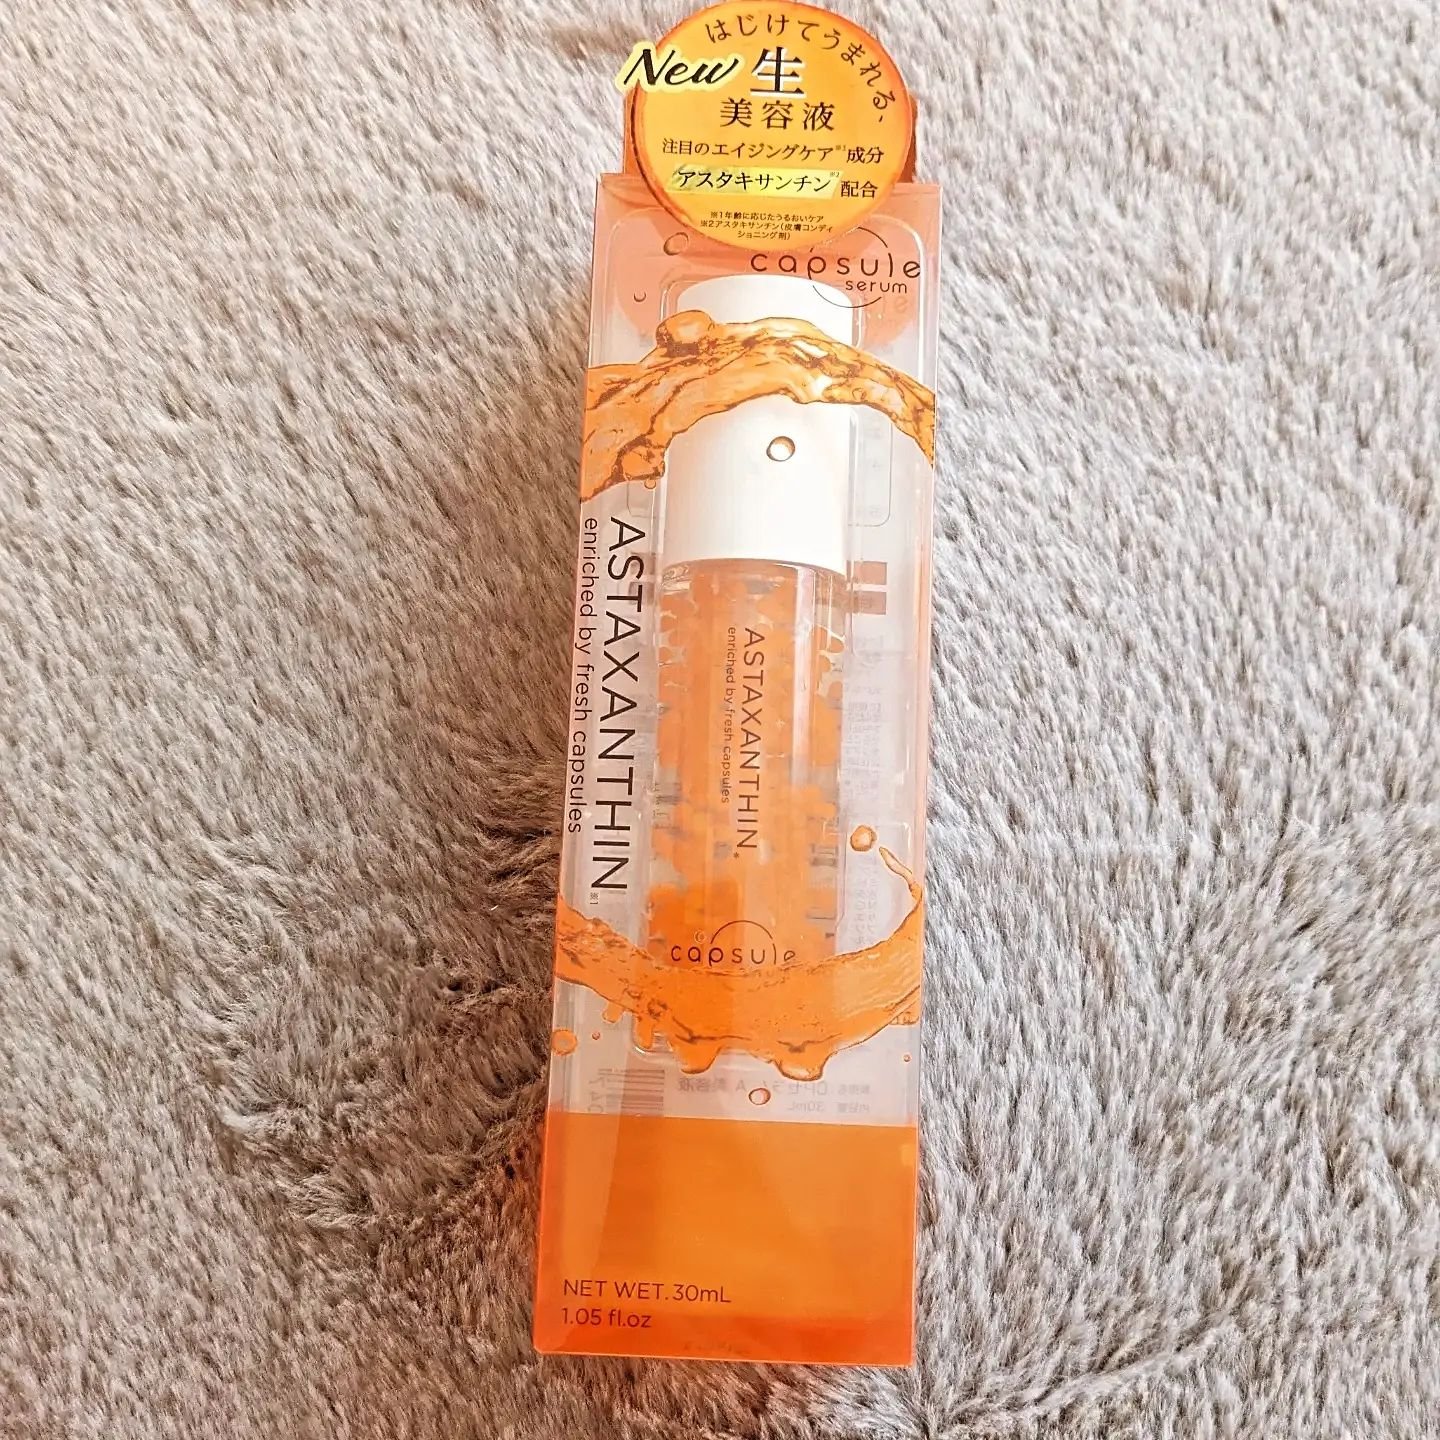 はじけてうまれる
New 生
美容液
注目のエイジングケア※1成分
アスタキサンチン※2配合
※1年齢に応じたうるおいケア
※2アスタキサンチン(皮膚コンディ
ショニング剤)
capsule
serum
ASTAXANTHIN※1
enriched by fresh capsules
ASTAXANTHIN*
enriched by fresh capsules
capsule
NET WET.30mL
1.05 fl.oz